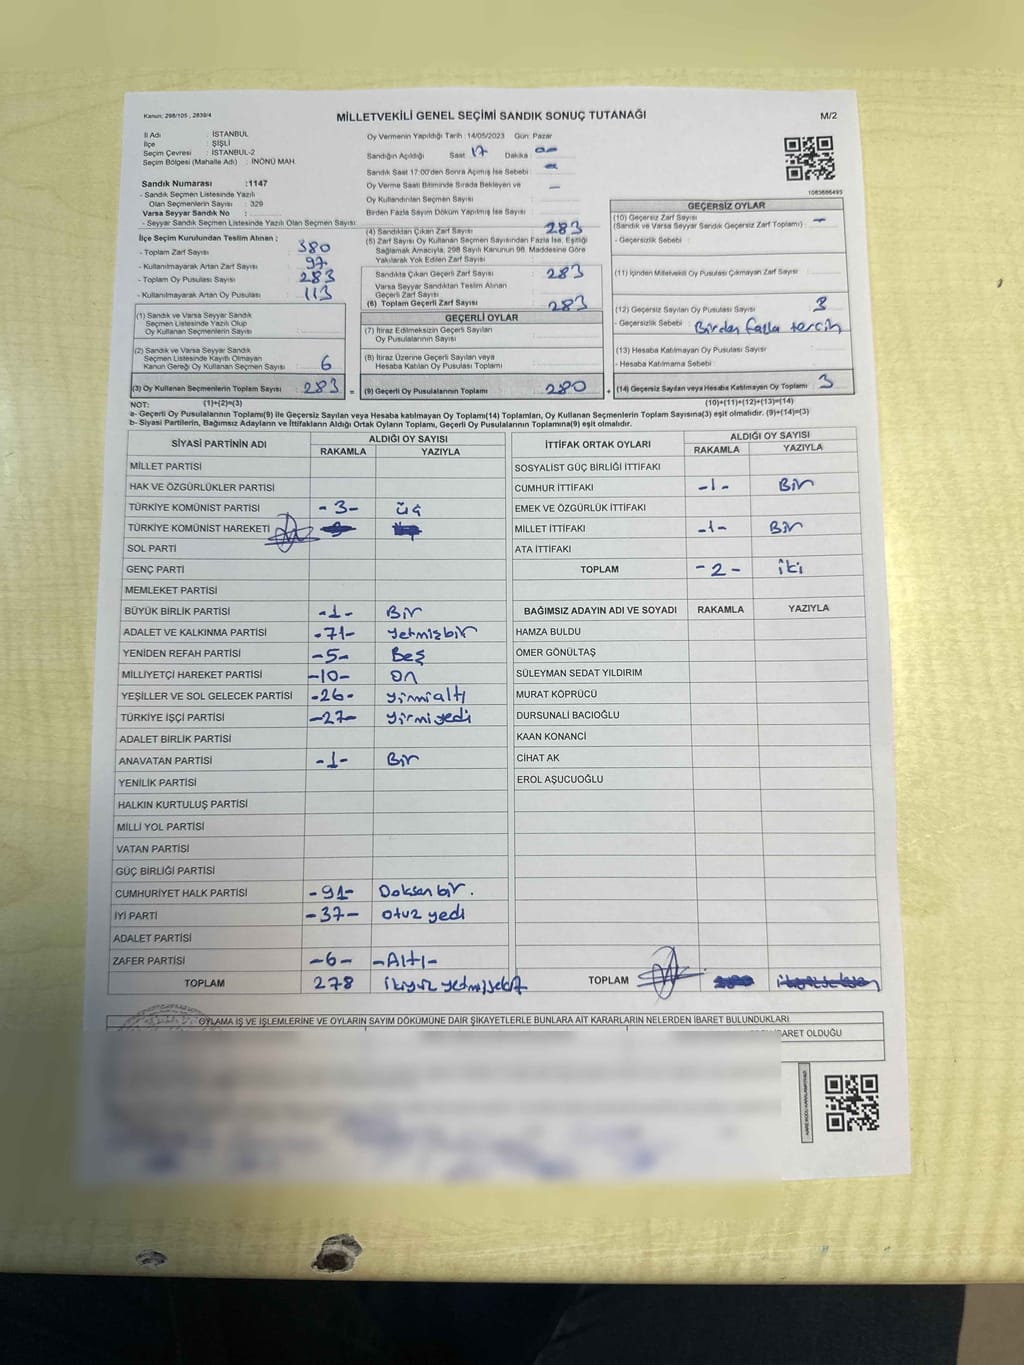 Kanun: 298/105 , 2839/4
MİLLETVEKİLİ GENEL SEÇİMİ SANDIK SONUÇ TUTANAĞI
M/2
İl Adı : İSTANBUL
İlçe : ŞİŞLİ
Seçim Çevresi : İSTANBUL-2
Seçim Bölgesi (Mahalle Adı) : İNÖNÜ MAH.
Sandık Numarası :1147
- Sandık Seçmen Listesinde Yazılı
Olan Seçmenlerin Sayısı : 329
Varsa Seyyar Sandık No :
- Seyyar Sandık Listesinde Yazılı Olan Seçmen Sayısı
İlçe Seçim Kurulundan Teslim Alınan ;
- Toplam Zarf Sayısı : 380
- Kullanılmayarak Artan Zarf Sayısı : 97
- Toplam Oy Pusulası Sayısı : 283
- Kullanılmayarak Artan Oy Pusulası : 113
(1) Sandık ve Varsa Seyyar Sandık
Seçmen Listesinde Yazılı Olup
Oy Kullanan Seçmenlerin Sayısı :
(2) Sandık ve Varsa Seyyar Sandık
Seçmen Listesinde Kayıtlı Olmayan
Kanun Gereği Oy Kullanan Seçmen Sayısı : 6
(3) Oy Kullanan Seçmenlerin Toplam Sayısı : 283 =
Oy Vermenin Yapıldığı Tarih :14/05/2023 Gün: Pazar
Sandığın Açıldığı Saat 17 Dakika :
Sandık Saat 17:00'den Sonra Açılmış İse Sebebi : -
Oy Verme Saati Bitiminde Sırada Bekleyen ve
Oy Kullandırılan Seçmen Sayısı : -
Birden Fazla Sayım Döküm Yapılmış İse Sayısı :
(4) Sandıktan Çıkan Zarf Sayısı : 283
(5) Zarf Sayısı Oy Kullanan Seçmen Sayısından Fazla İse, Eşitliği
Sağlamak Amacıyla; 298 Sayılı Kanunun 98. Maddesine Göre
Yakılarak Yok Edilen Zarf Sayısı :
Sandıkta Çıkan Geçerli Zarf Sayısı : 283
Varsa Seyyar Sandıktan Teslim Alınan
Geçerli Zarf Sayısı :
(6) Toplam Geçerli Zarf Sayısı : 283
GEÇERLİ OYLAR
(7) İtiraz Edilmeksizin Geçerli Sayılan
Oy Pusulasının Sayısı :
(8) İtiraz Üzerine Geçerli Sayılan veya
Hesaba Katılan Oy Pusulası Toplamı :
(9) Geçerli Oy Pusulalarının Toplamı : 280 +
1083666495
GEÇERSİZ OYLAR
(10) Geçersiz Zarf Sayısı : -
(Sandık ve Varsa Seyyar Sandık Geçersiz Zarf Toplamı)
- Geçersizlik Sebebi :
(11) İçinden Milletvekili Oy Pusulası Çıkmayan Zarf Sayısı :
(12) Geçersiz Sayılan Oy Pusulası Sayısı : 3
- Geçersizlik Sebebi : Birden fazla tercih
(13) Hesaba Katılmayan Oy Pusulası Sayısı :
- Hesaba Katılmama Sebebi :
(14) Geçersiz Sayılan veya Hesaba Katılmayan Oy Toplamı : 3
NOT: (1)+(2)=(3)
(10)+(11)+(12)+(13)=(14)
a- Geçerli Oy Pusulalarının Toplamı(9) ile Geçersiz Sayılan veya Hesaba katılmayan Oy Toplamı(14) Toplamları, Oy Kullanan Seçmenlerin Toplam Sayısına(3) eşit olmalıdır. (9)+(14)=(3)
b- Siyasi Partilerin, Bağımsız Adayların ve İttifakların Aldığı Ortak Oyların Toplamı, Geçerli Oy Pusulalarının Toplamına(9) eşit olmalıdır.
SİYASİ PARTİNİN ADI ALDIĞI OY SAYISI
RAKAMLA YAZIYLA
MİLLET PARTİSİ
HAK VE ÖZGÜRLÜKLER PARTİSİ
TÜRKİYE KOMÜNİST PARTİSİ -3- üç
TÜRKİYE KOMÜNİST HAREKETİ
SOL PARTİ
GENÇ PARTİ
MEMLEKET PARTİSİ
BÜYÜK BİRLİK PARTİSİ -1- Bir
ADALET VE KALKINMA PARTİSİ -71- yetmişbir
YENİDEN REFAH PARTİSİ -5- Beş
MİLLİYETÇİ HAREKET PARTİSİ -10- On
YEŞİLLER VE SOL GELECEK PARTİSİ -26- yirmialtı
TÜRKİYE İŞÇİ PARTİSİ -27- yirmiyedi
ADALET BİRLİK PARTİSİ
ANAVATAN PARTİSİ -1- Bir
YENİLİK PARTİSİ
HALKIN KURTULUŞ PARTİSİ
MİLLİ YOL PARTİSİ
VATAN PARTİSİ
GÜÇ BİRLİĞİ PARTİSİ
CUMHURİYET HALK PARTİSİ -91- Doksan bir.
İYİ PARTİ -37- otuz yedi
ADALET PARTİSİ
ZAFER PARTİSİ -6- -Altı-
TOPLAM 278 ikiyüz yetmişsekiz
İTTİFAK ORTAK OYLARI ALDIĞI OY SAYISI
RAKAMLA YAZIYLA
SOSYALİST GÜÇ BİRLİĞİ İTTİFAKI
CUMHUR İTTİFAKI -1- Bir
EMEK VE ÖZGÜRLÜK İTTİFAKI
MİLLET İTTİFAKI -1- Bir
ATA İTTİFAKI
TOPLAM -2- iki
BAĞIMSIZ ADAYIN ADI VE SOYADI RAKAMLA YAZIYLA
HAMZA BULDU
ÖMER GÖNÜLTAŞ
SÜLEYMAN SEDAT YILDIRIM
MURAT KÖPRÜCÜ
DURSUNALİ BACIOĞLU
KAAN KONANCİ
CİHAT AK
EROL AŞUCUOĞLU
TOPLAM
OYLAMA İŞ VE İŞLEMLERİNE VE OYLARIN SAYIM DÖKÜMÜNE DAİR ŞİKAYETLERLE BUNLARA AİT KARARLARIN NELERDEN İBARET BULUNDUKLARI
İBARET OLDUĞU